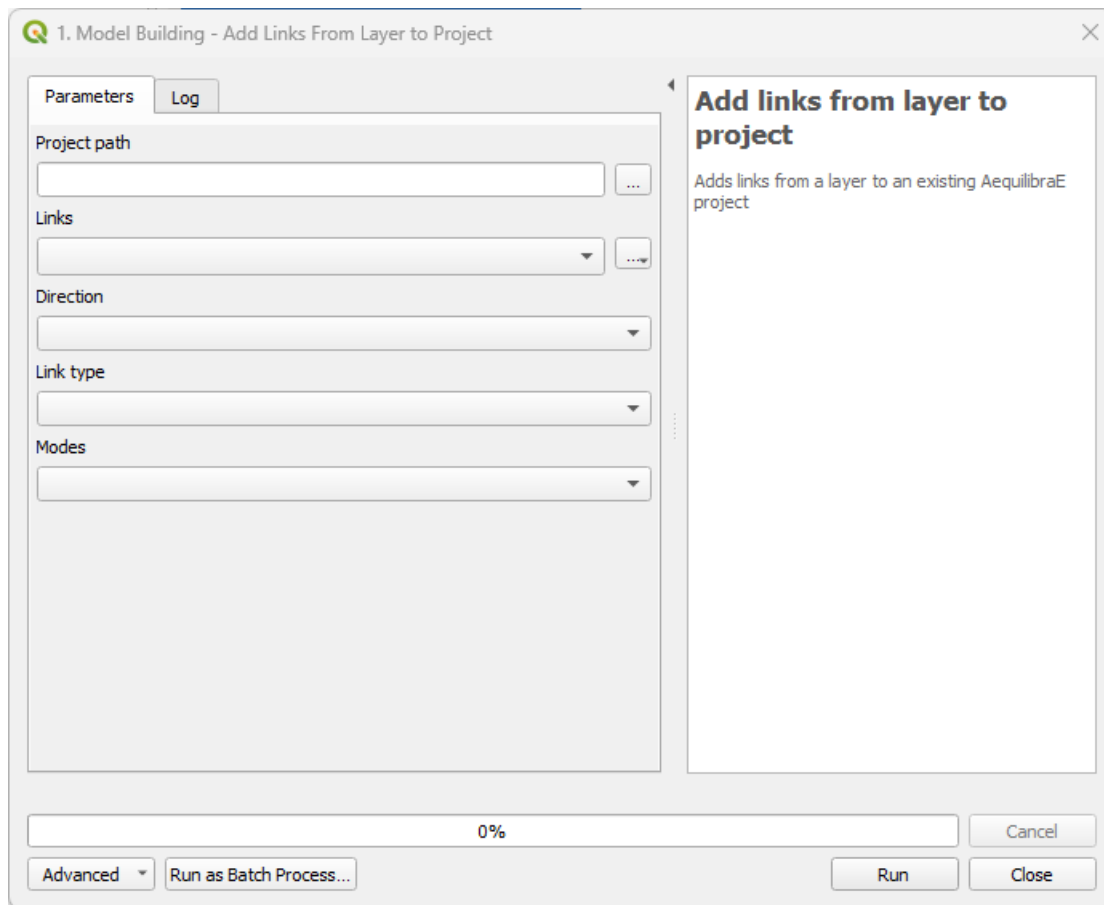 1. Model Building - Add Links From Layer to Project
Parameters
Log
Project path
...
Links
...
Direction
Link type
Modes
Add links from layer to
project
Adds links from a layer to an existing AequilibraE
project
0%
Cancel
Advanced
Run as Batch Process...
Run
Close